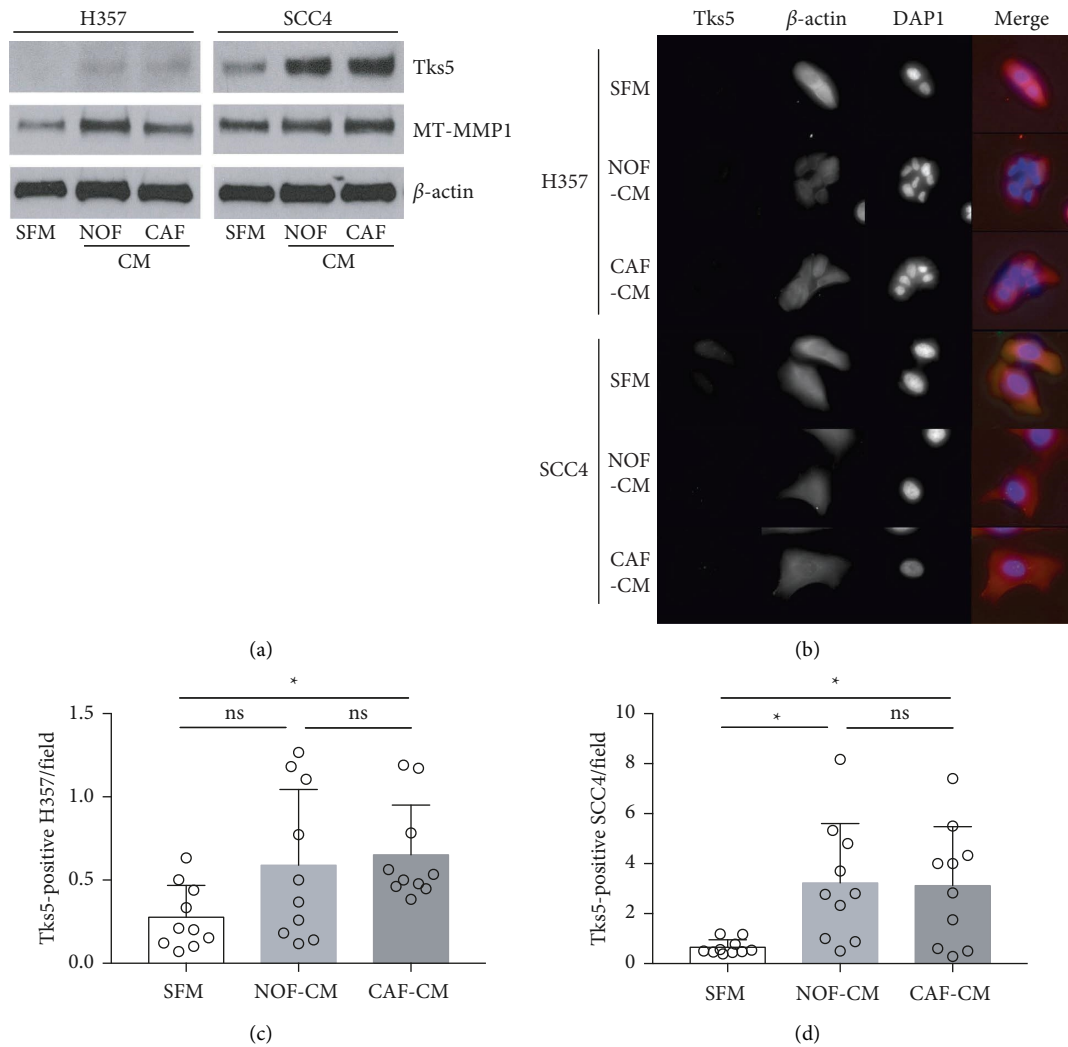 H357 SCC4
Tks5
MT-MMP1
β-actin
SFM NOF CAF SFM NOF CAF
CM CM
(a)
Tks5 β-actin DAP1 Merge
H357
SFM
NOF
-CM
CAF
-CM
SCC4
SFM
NOF
-CM
CAF
-CM
(b)
Tks5-positive H357/field
1.5
1.0
0.5
0.0
*
ns ns
SFM NOF-CM CAF-CM
(c)
Tks5-positive SCC4/field
10
8
6
4
2
0
*
* ns
SFM NOF-CM CAF-CM
(d)